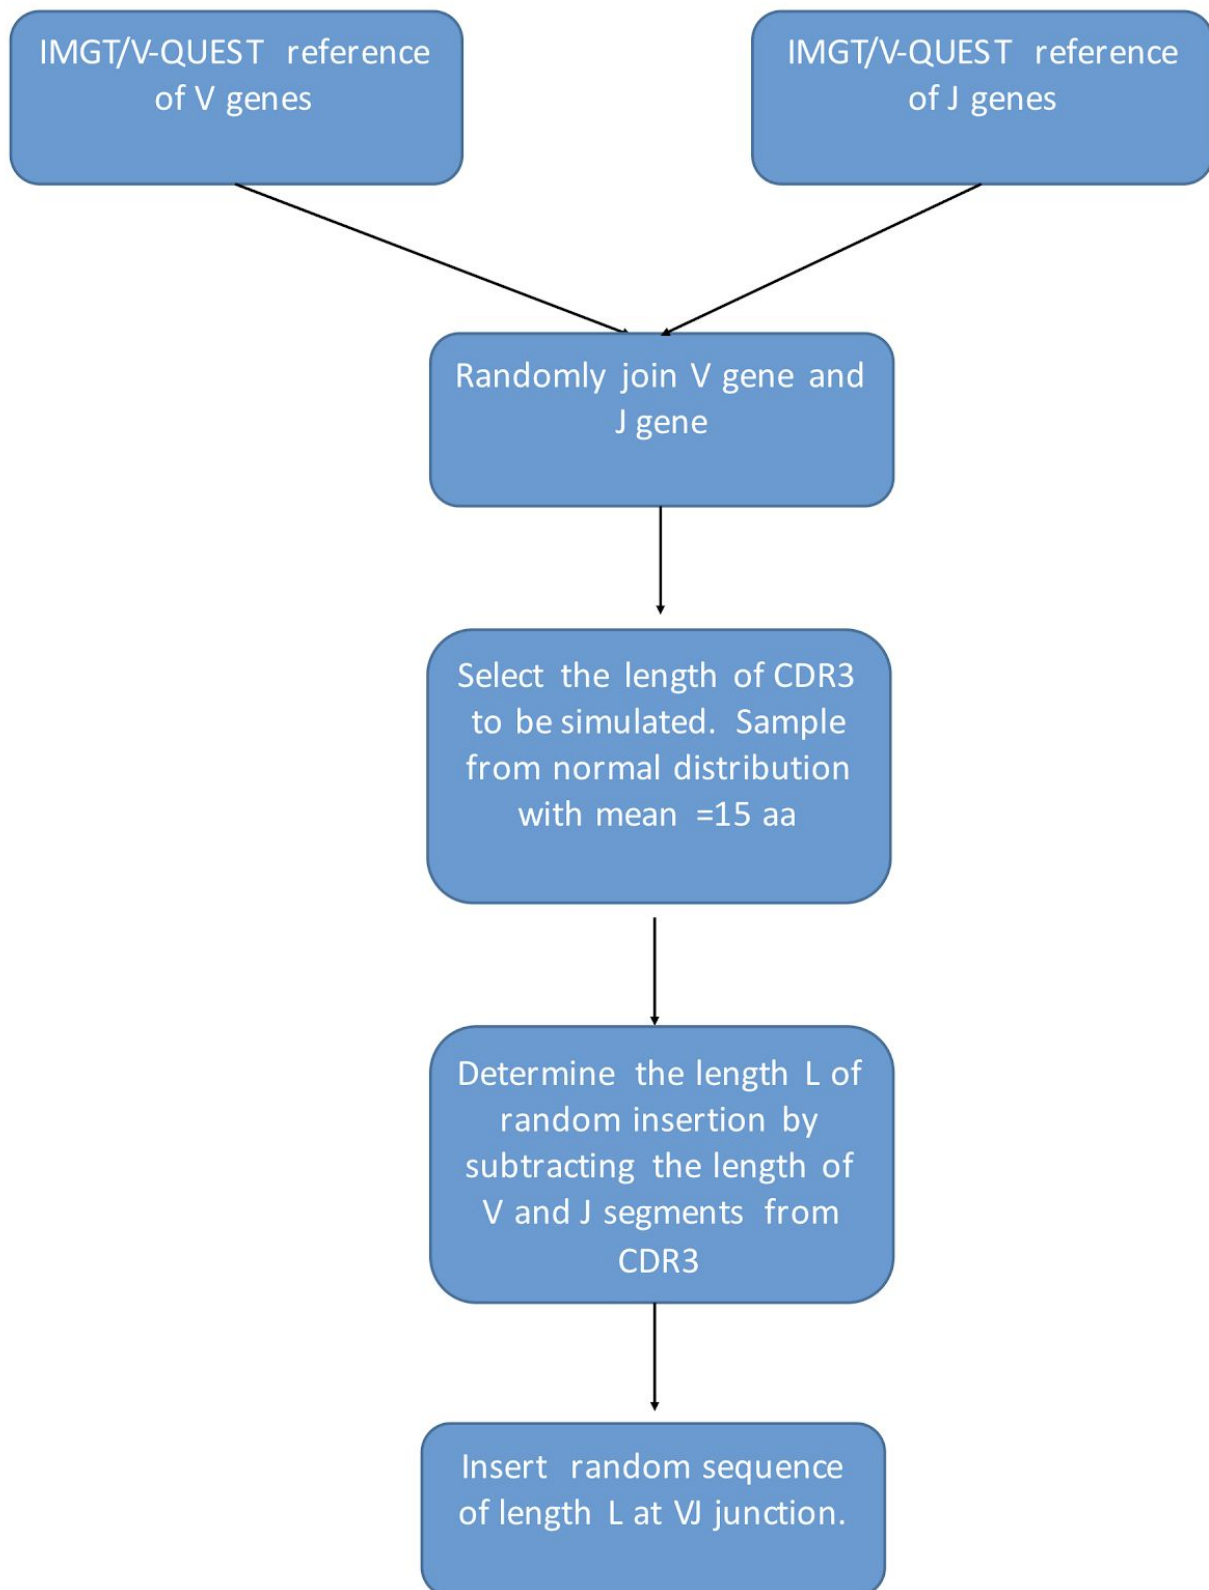 IMGT/V-QUEST reference
of V genes
IMGT/V-QUEST reference
of J genes
Randomly join V gene and
J gene
Select the length of CDR3
to be simulated. Sample
from normal distribution
with mean =15 aa
Determine the length L of
random insertion by
subtracting the length of
V and J segments from
CDR3
Insert random sequence
of length L at VJ junction.